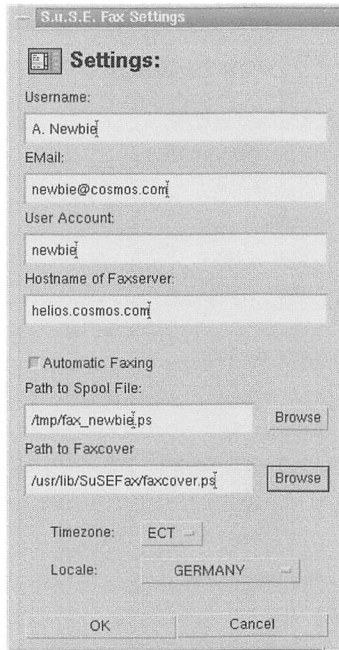 S.u.S.E. Fax Settings
Settings:
Username:
A. Newbie
EMail:
newbie@cosmos.com
User Account:
newbie
Hostname of Faxserver:
helios.cosmos.com
Automatic Faxing
Path to Spool File:
/tmp/fax_newbie.ps Browse
Path to Faxcover
/usr/lib/SuSEFax/faxcover.ps Browse
Timezone: ECT
Locale: GERMANY
OK Cancel